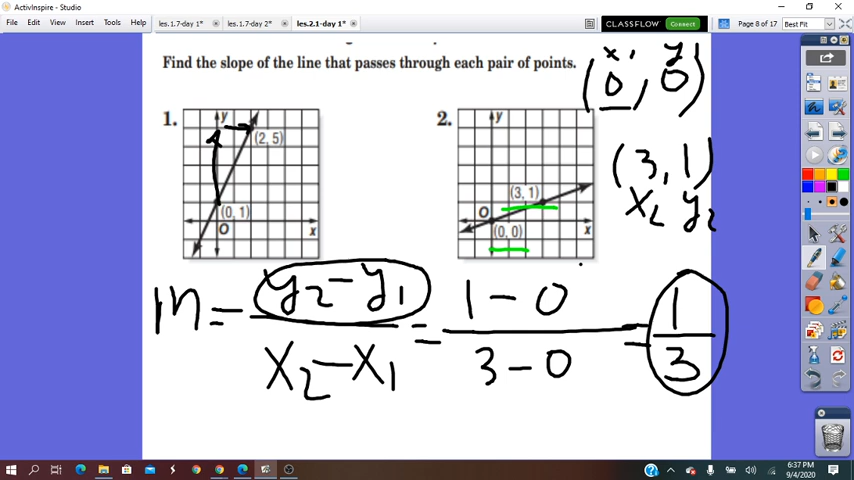 ActivInspire - Studio
File Edit View Insert Tools Help
les.1.7-day 1*
les.1.7-day 2*
les.2.1-day 1*
CLASSFLOW
Connect
Page 8 of 17
Best Fit
Find the slope of the line that passes through each pair of points.
x1 y1
(0, 0)
1.
y
(2, 5)
(0, 1)
O
x
2.
y
(3, 1)
O
(0, 0)
x
(3, 1)
x2 y2
m = y2 - y1 / x2 - x1 = 1 - 0 / 3 - 0 = 1/3
6:37 PM
9/4/2020